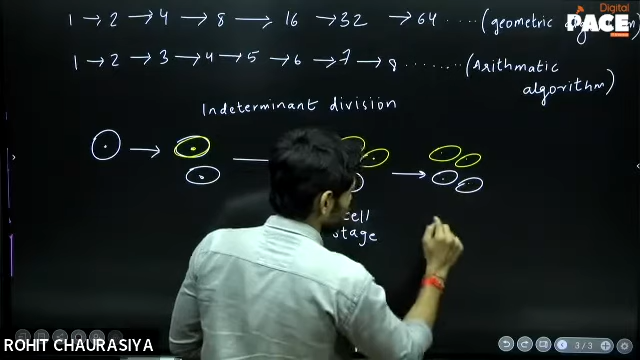 1 → 2 → 4 → 8 → 16 → 32 → 64 ..... (geometric
Digital
PACE
1 → 2 → 3 → 4 → 5 → 6 → 7 → 8 ........ (Arithmatic
algorithm)
Indeterminant division
cell
stage
ROHIT CHAURASIYA
3 / 3